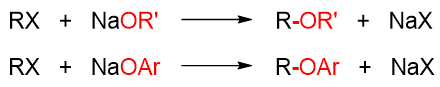 RX + NaOR' R-OR' + NaX
RX + NaOAr R-OAr + NaX